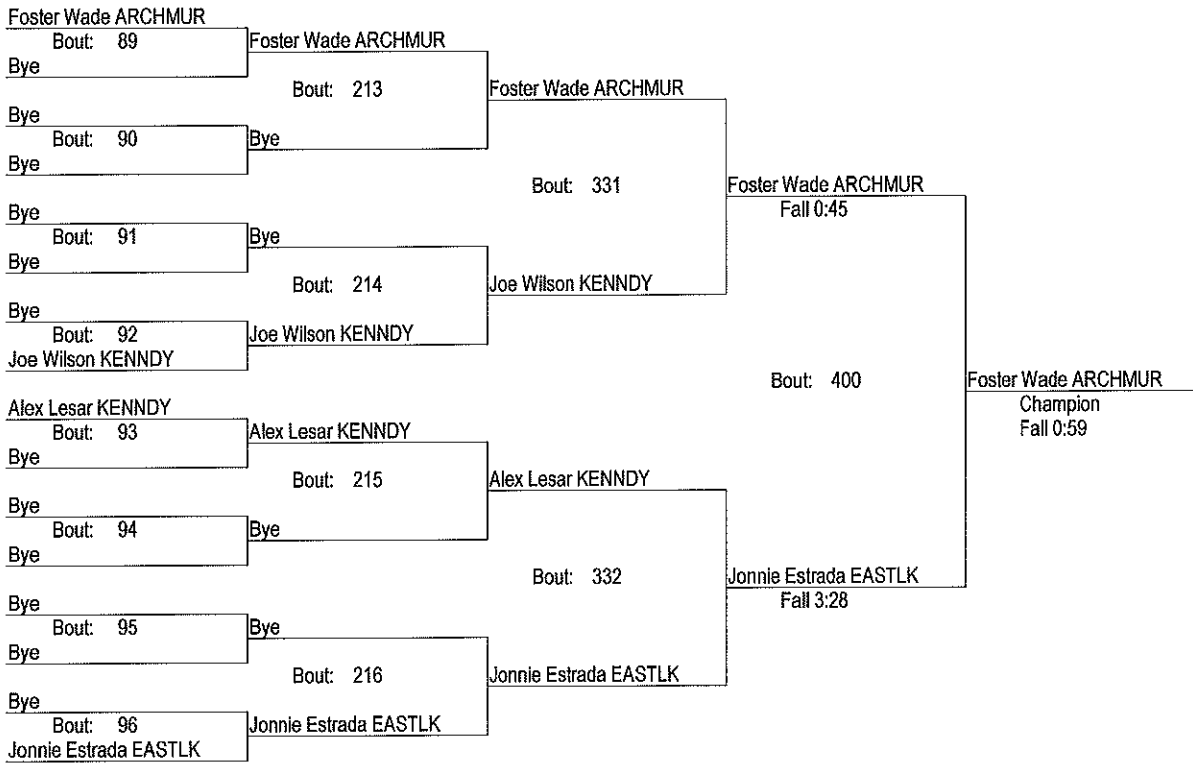 Foster Wade ARCHMUR
Bout: 89
Bye
Bye
Bout: 90
Bye
Bye
Bout: 91
Bye
Bye
Bout: 92
Joe Wilson KENNDY
Alex Lesar KENNDY
Bout: 93
Bye
Bye
Bout: 94
Bye
Bye
Bout: 95
Bye
Bye
Bout: 96
Jonnie Estrada EASTLK
Foster Wade ARCHMUR
Bout: 213
Bye
Bye
Bout: 214
Joe Wilson KENNDY
Alex Lesar KENNDY
Bout: 215
Bye
Bye
Bout: 216
Jonnie Estrada EASTLK
Foster Wade ARCHMUR
Bout: 331
Joe Wilson KENNDY
Alex Lesar KENNDY
Bout: 332
Jonnie Estrada EASTLK
Foster Wade ARCHMUR
Fall 0:45
Bout: 400
Jonnie Estrada EASTLK
Fall 3:28
Foster Wade ARCHMUR
Champion
Fall 0:59